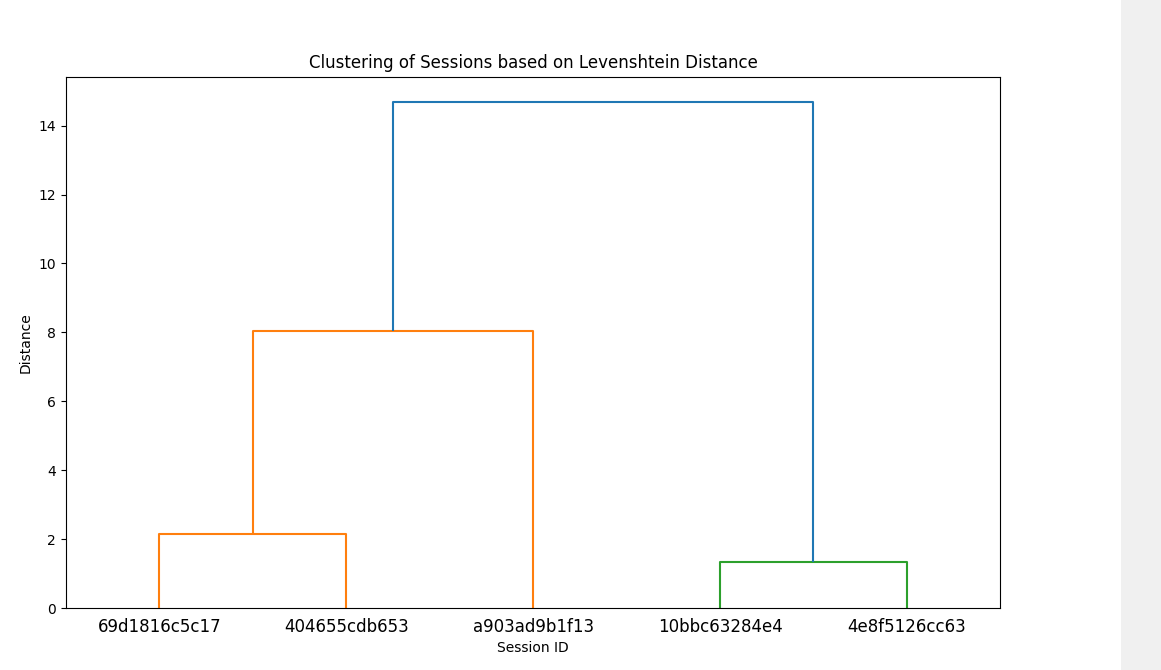 Clustering of Sessions based on Levenshtein Distance
14
12
10
8
6
4
2
0
Distance
69d1816c5c17 404655cdb653 a903ad9b1f13 10bbc63284e4 4e8f5126cc63
Session ID